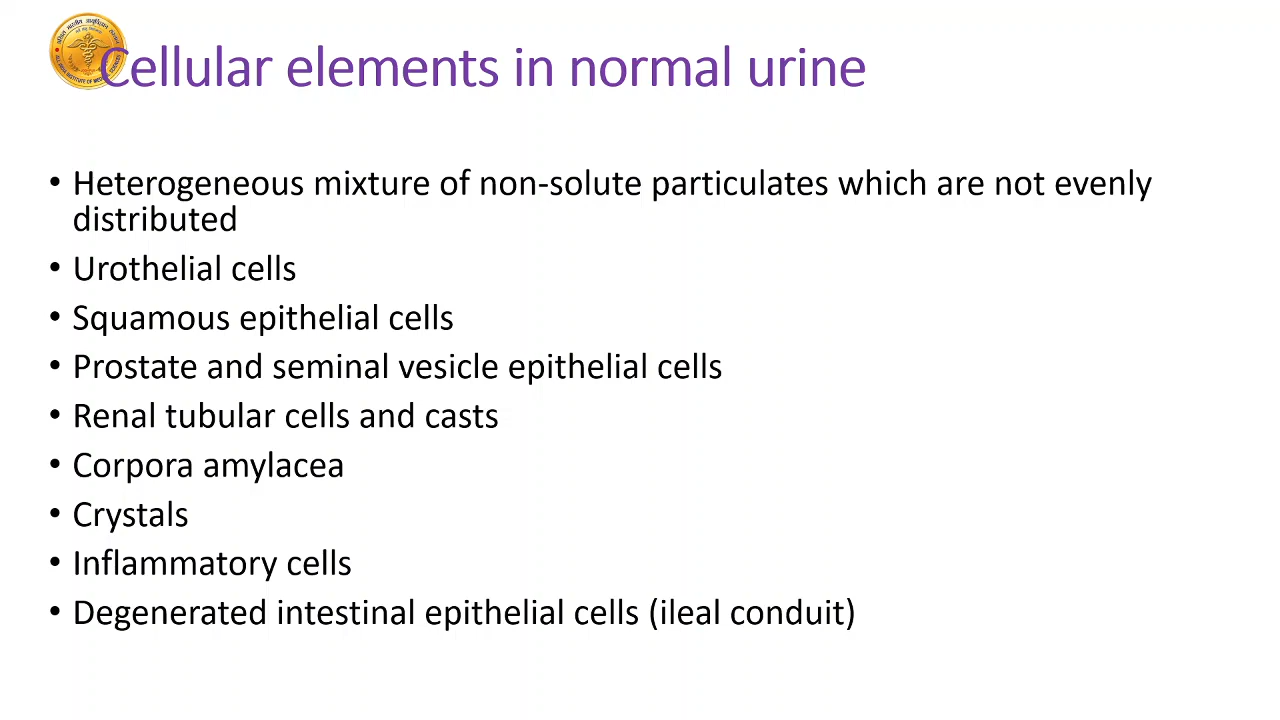 Cellular elements in normal urine
• Heterogeneous mixture of non-solute particulates which are not evenly
distributed
• Urothelial cells
• Squamous epithelial cells
• Prostate and seminal vesicle epithelial cells
• Renal tubular cells and casts
• Corpora amylacea
• Crystals
• Inflammatory cells
• Degenerated intestinal epithelial cells (ileal conduit)